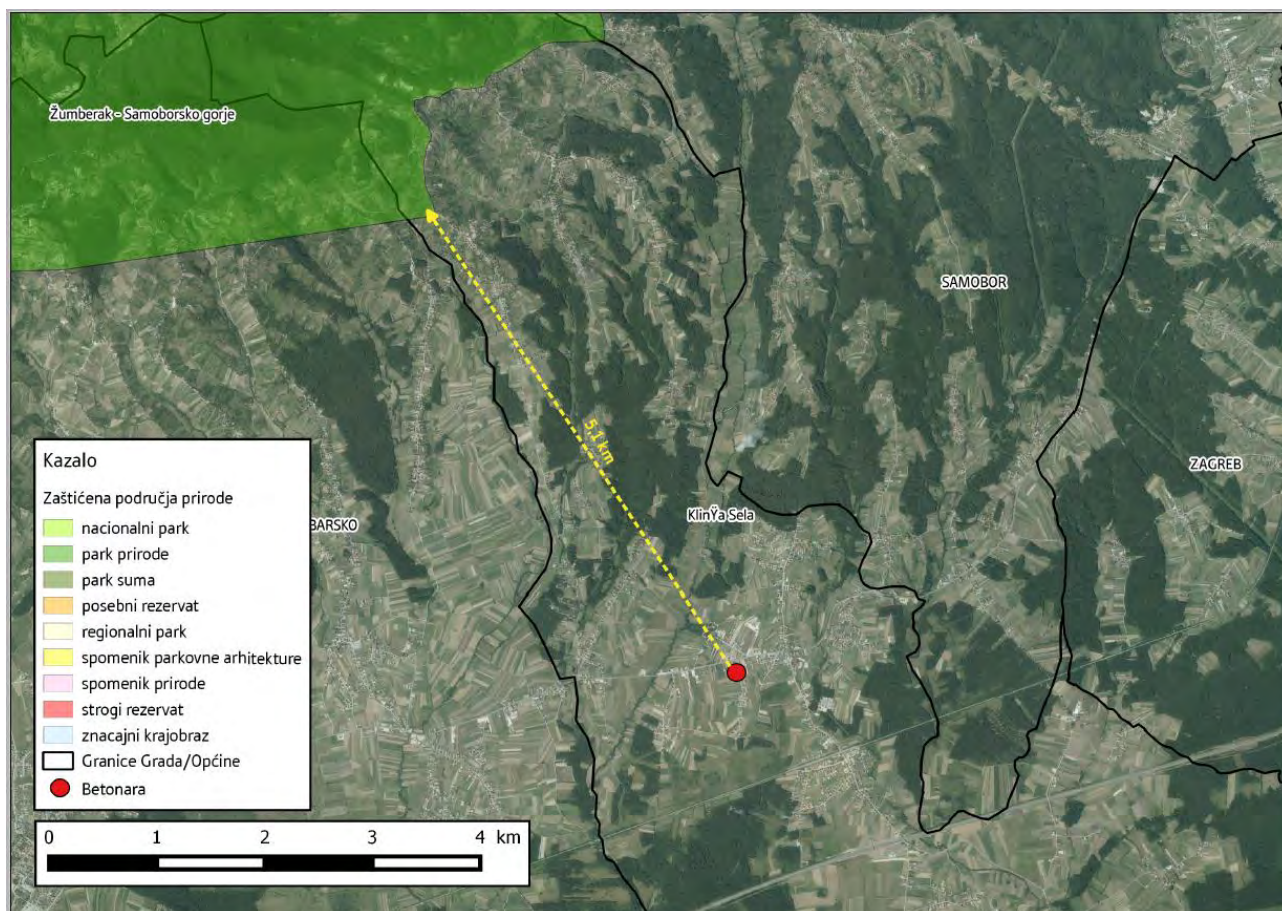 Žumberak - Samoborsko gorje
SAMOBOR
ZAGREB
5,1 km
KlinŸa Sela
BARSKO
Kazalo
Zaštićena područja prirode
nacionalni park
park prirode
park suma
posebni rezervat
regionalni park
spomenik parkovne arhitekture
spomenik prirode
strogi rezervat
znacajni krajobraz
Granice Grada/Općine
Betonara
0 1 2 3 4 km